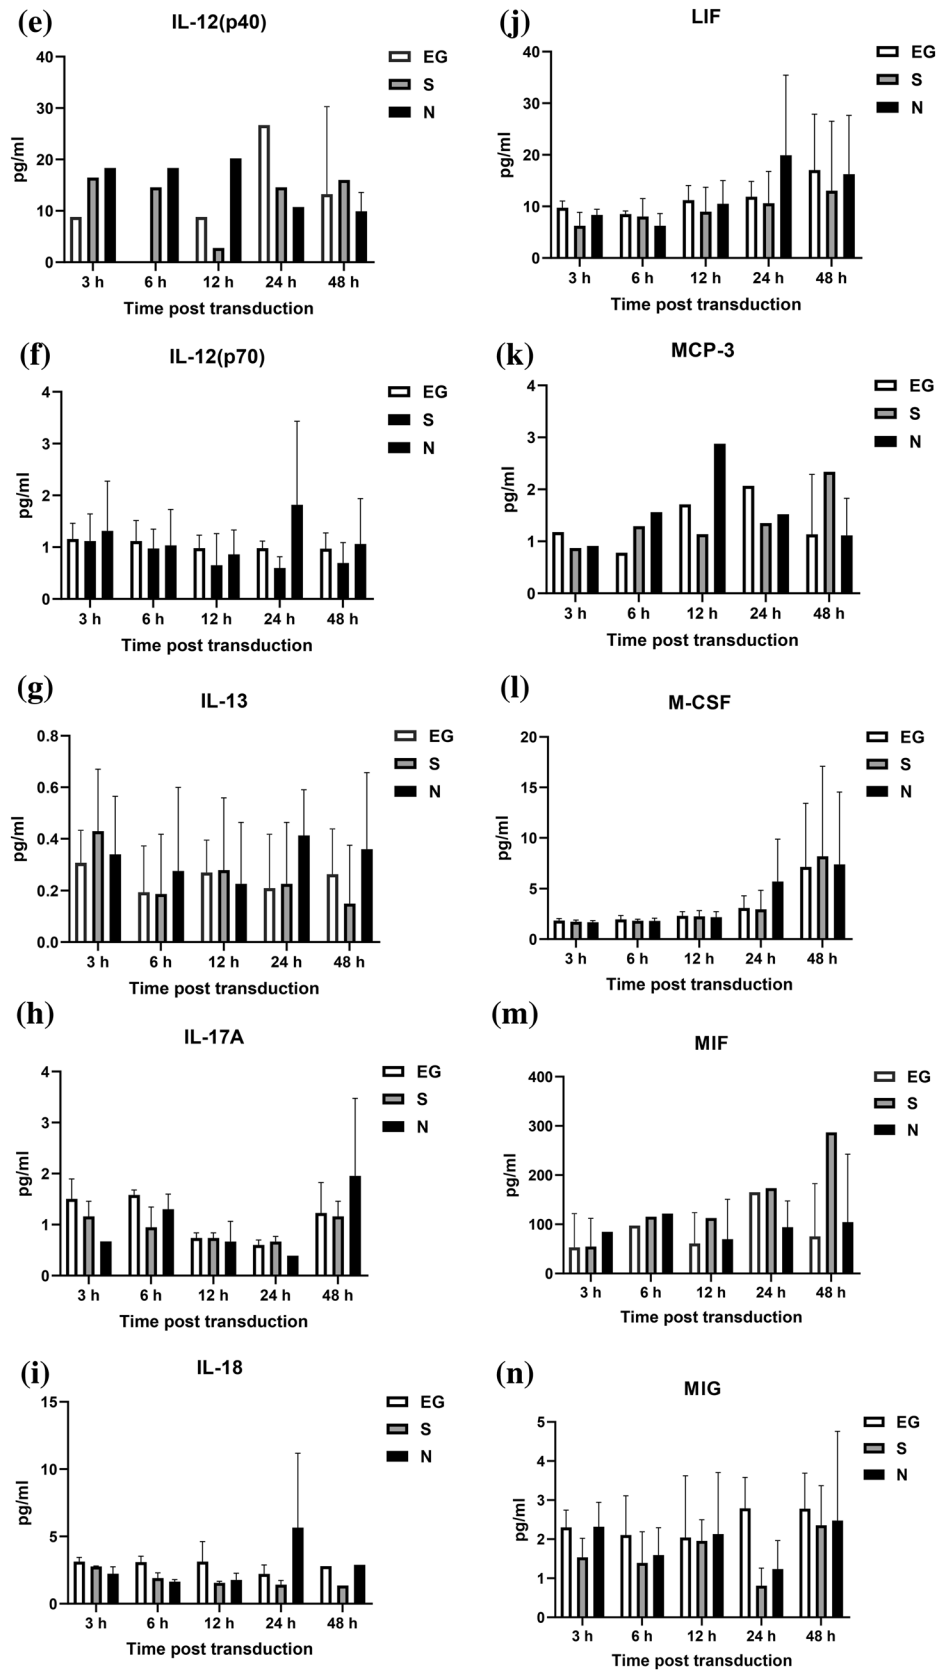 (e)
IL-12(p40)
EG
S
N
pg/ml
40
30
20
10
0
3 h 6 h 12 h 24 h 48 h
Time post transduction
(f)
IL-12(p70)
EG
S
N
pg/ml
4
3
2
1
0
3 h 6 h 12 h 24 h 48 h
Time post transduction
(g)
IL-13
EG
S
N
pg/ml
0.8
0.6
0.4
0.2
0.0
3 h 6 h 12 h 24 h 48 h
Time post transduction
(h)
IL-17A
EG
S
N
pg/ml
4
3
2
1
0
3 h 6 h 12 h 24 h 48 h
Time post transduction
(i)
IL-18
EG
S
N
pg/ml
15
10
5
0
3 h 6 h 12 h 24 h 48 h
Time post transduction
(j)
LIF
EG
S
N
pg/ml
40
30
20
10
0
3 h 6 h 12 h 24 h 48 h
Time post transduction
(k)
MCP-3
EG
S
N
pg/ml
4
3
2
1
0
3 h 6 h 12 h 24 h 48 h
Time post transduction
(l)
M-CSF
EG
S
N
pg/ml
20
15
10
5
0
3 h 6 h 12 h 24 h 48 h
Time post transduction
(m)
MIF
EG
S
N
pg/ml
400
300
200
100
0
3 h 6 h 12 h 24 h 48 h
Time post transduction
(n)
MIG
EG
S
N
pg/ml
5
4
3
2
1
0
3 h 6 h 12 h 24 h 48 h
Time post transduction